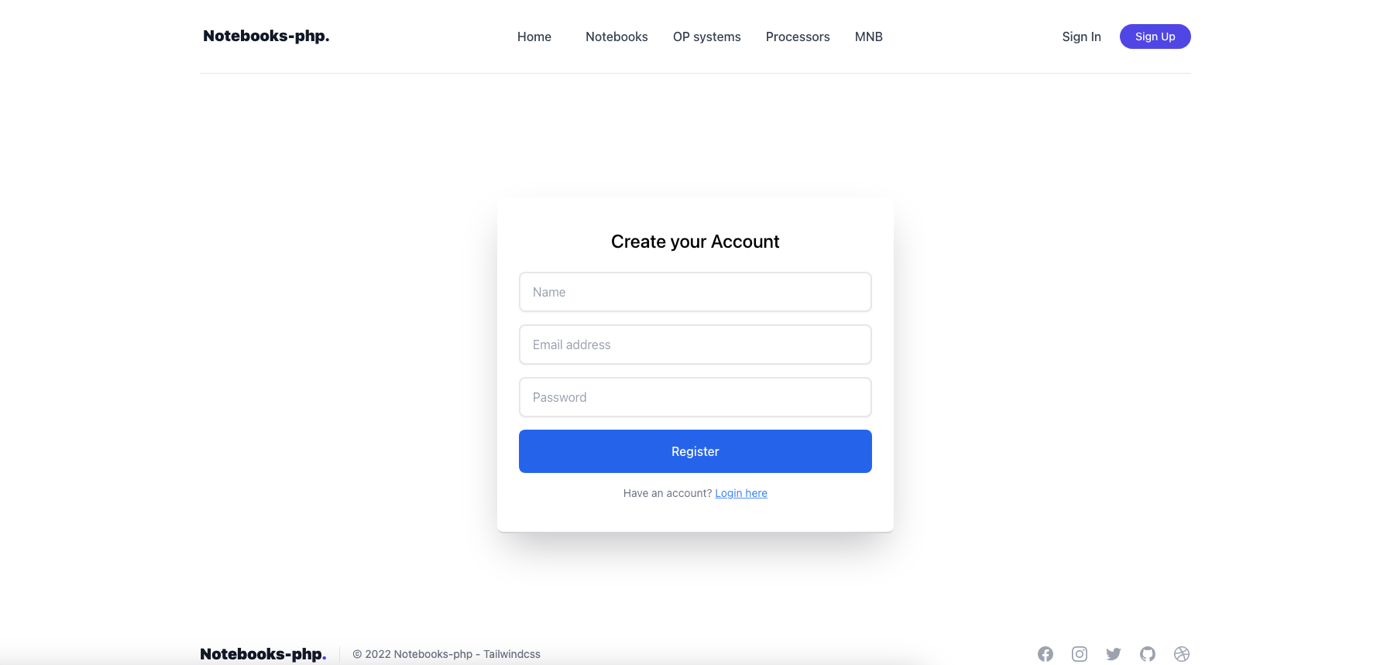 Notebooks-php.
Home Notebooks OP systems Processors MNB
Sign In Sign Up
Create your Account
Name
Email address
Password
Register
Have an account? Login here
Notebooks-php. © 2022 Notebooks-php - Tailwindcss